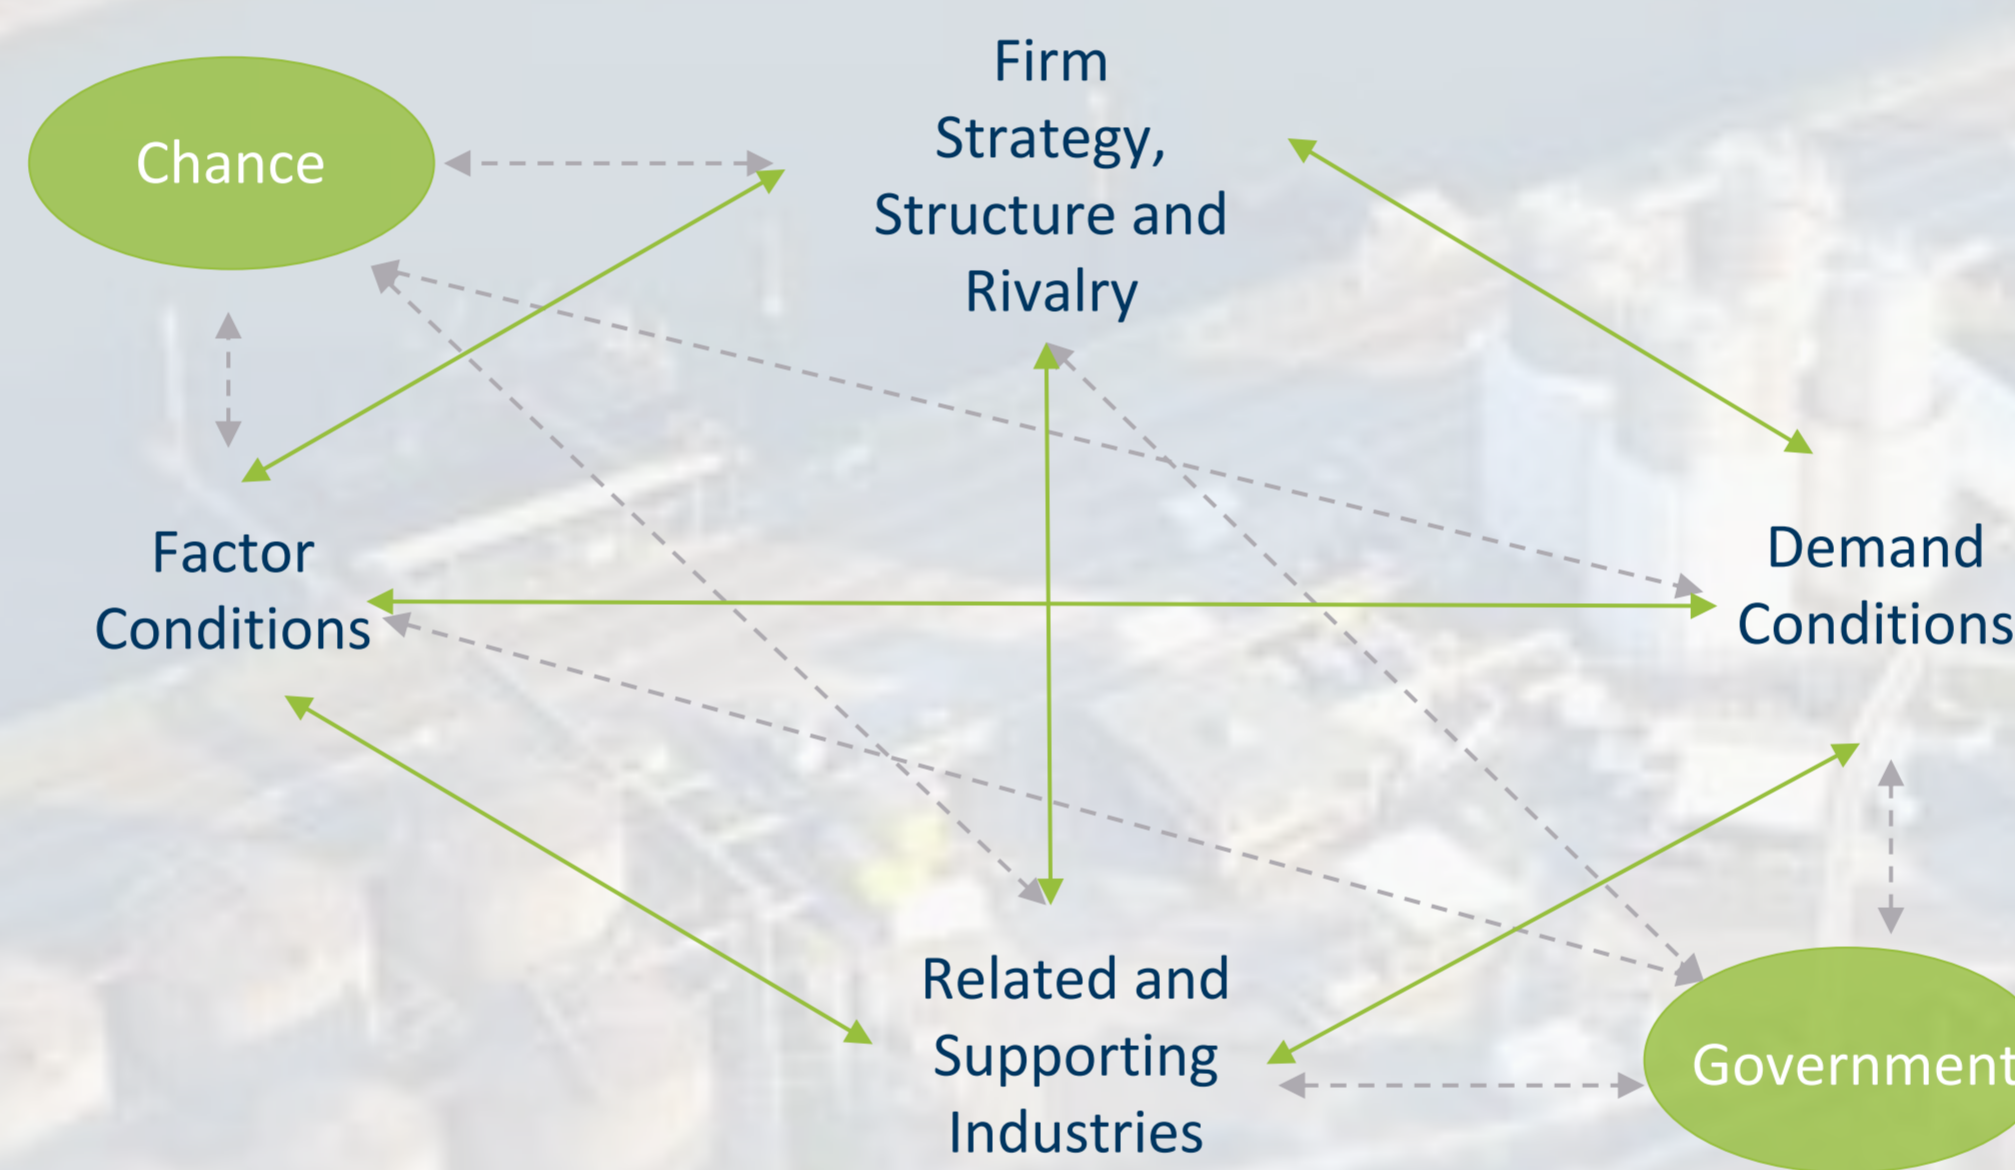 Chance
Firm
Strategy,
Structure and
Rivalry
Factor
Conditions
Demand
Conditions
Related and
Supporting
Industries
Government